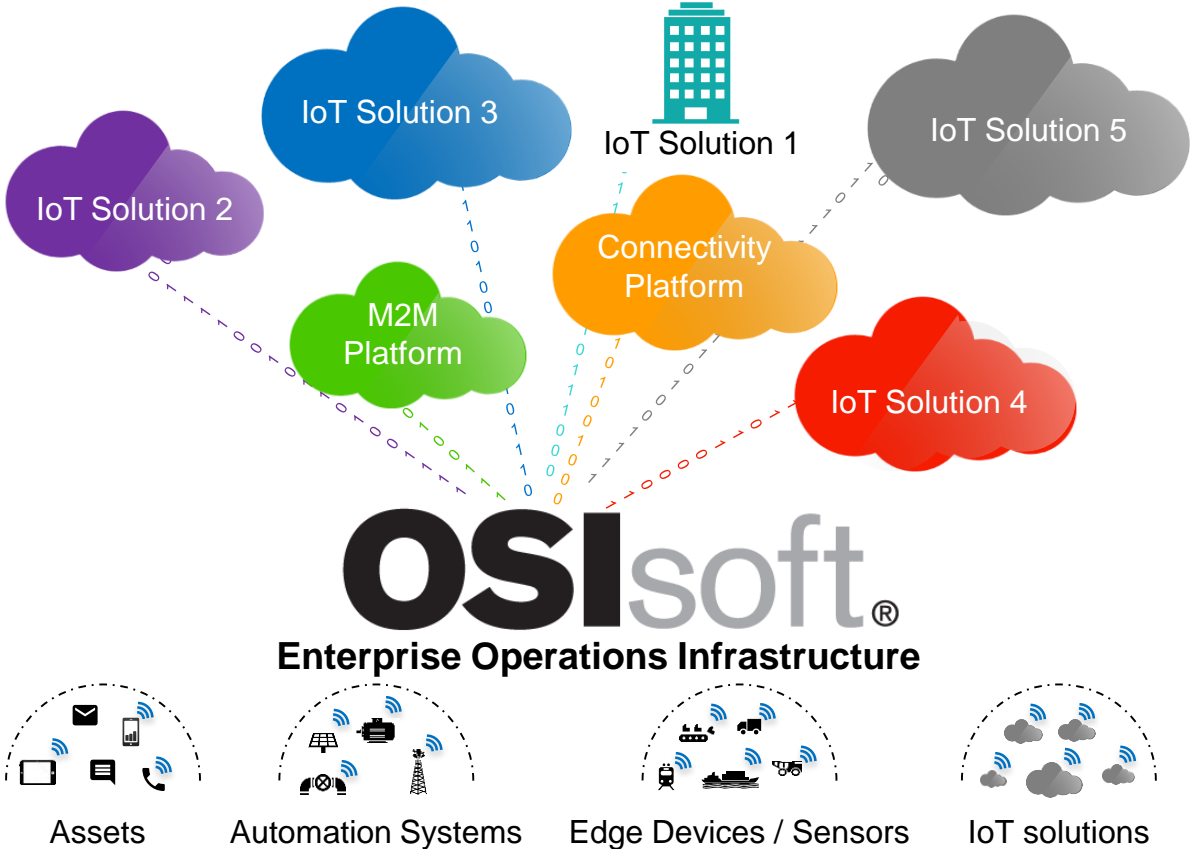 IoT Solution 3
IoT Solution 1
IoT Solution 5
IoT Solution 2
Connectivity
Platform
M2M
Platform
IoT Solution 4
OSIsoft®
Enterprise Operations Infrastructure
Assets
Automation Systems
Edge Devices / Sensors
IoT solutions